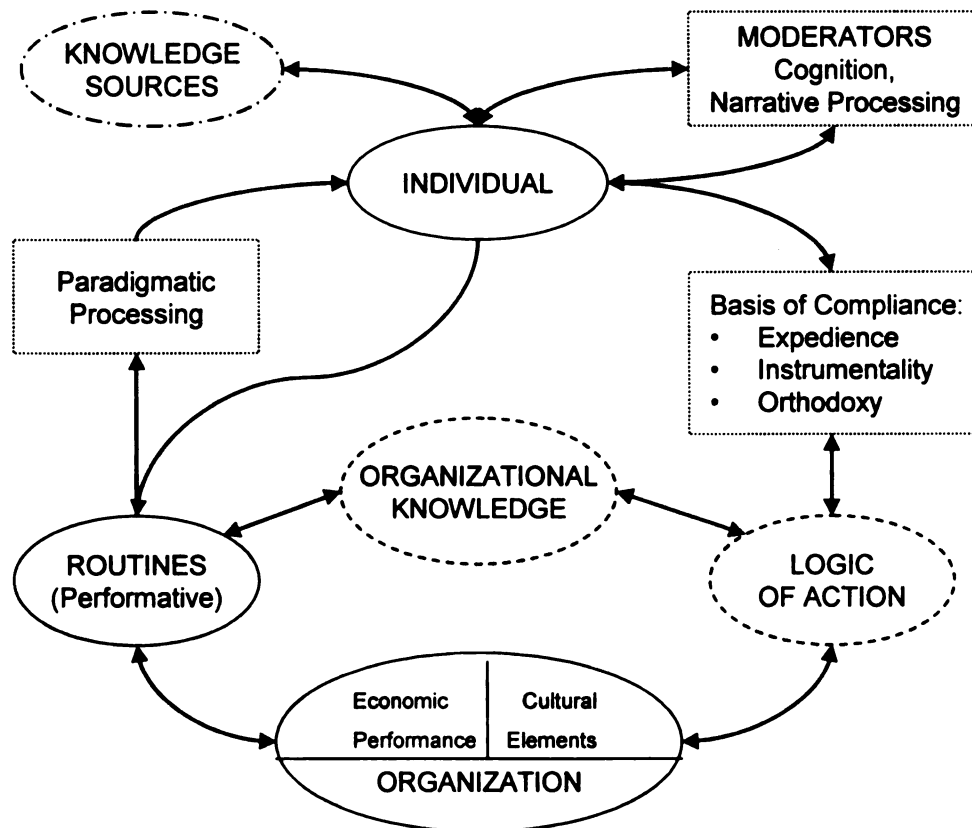 KNOWLEDGE
SOURCES
MODERATORS
Cognition,
Narrative Processing
INDIVIDUAL
Paradigmatic
Processing
Basis of Compliance:
• Expedience
• Instrumentality
• Orthodoxy
ORGANIZATIONAL
KNOWLEDGE
ROUTINES
(Performative)
LOGIC
OF ACTION
Economic
Performance
Cultural
Elements
ORGANIZATION